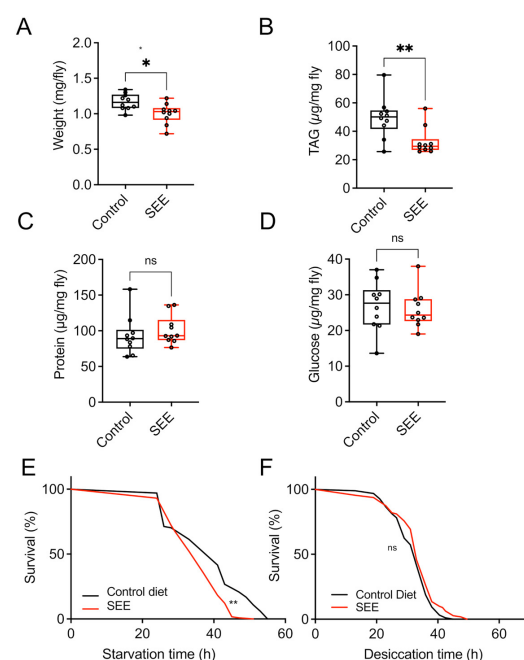 A
Weight (mg/fly)
2.0
1.5
1.0
0.5
0.0
*
*
Control
SEE
B
TAG (µg/mg fly)
100
80
60
40
20
0
**
Control
SEE
C
Protein (µg/mg fly)
200
150
100
50
0
ns
Control
SEE
D
Glucose (µg/mg fly)
40
30
20
10
0
ns
Control
SEE
E
Survival (%)
100
50
0
Control diet
SEE
**
0 20 40 60
Starvation time (h)
F
Survival (%)
100
50
0
ns
Control Diet
SEE
0 20 40 60
Desiccation time (h)